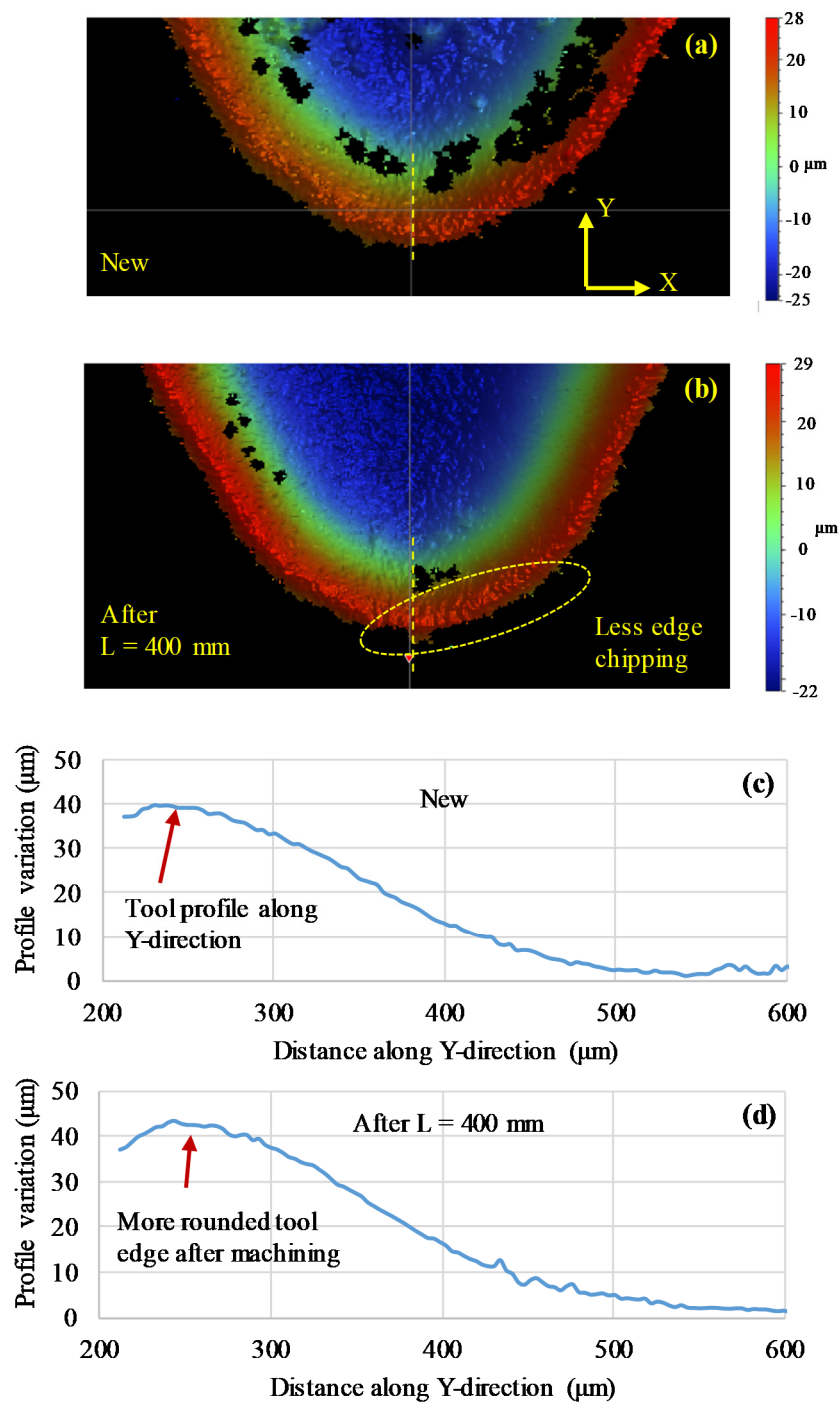 (a)
New
Y
X
28
20
10
0 µm
-10
-20
-25
(b)
After
L = 400 mm
Less edge
chipping
29
20
10
µm
0
-10
-22
Profile variation (µm)
50
40
30
20
10
0
(c)
New
Tool profile along
Y-direction
200
300
400
500
600
Distance along Y-direction (µm)
Profile variation (µm)
50
40
30
20
10
0
(d)
After L = 400 mm
More rounded tool
edge after machining
200
300
400
500
600
Distance along Y-direction (µm)